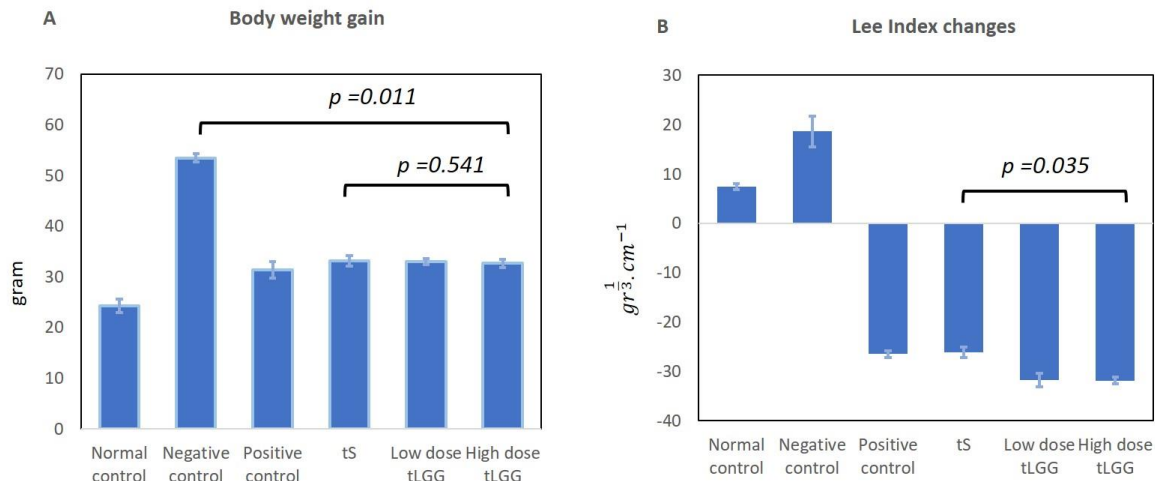 A
Body weight gain
70
60
50
40
30
20
10
0
gram
p =0.011
p =0.541
Normal control
Negative control
Positive control
tS
Low dose tLGG
High dose tLGG
B
Lee Index changes
30
20
10
0
-10
-20
-30
-40
gr^1/3.cm^-1
p =0.035
Normal control
Negative control
Positive control
tS
Low dose tLGG
High dose tLGG